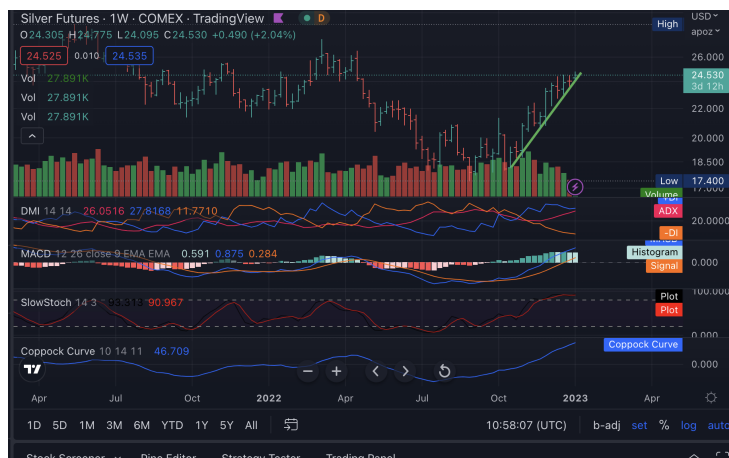 Silver Futures · 1W · COMEX · TradingView D
O24.305 H24.775 L24.095 C24.530 +0.490 (+2.04%)
24.525 0.010 24.535
Vol 27.891K
Vol 27.891K
Vol 27.891K
USD
apoz
High
26.000
24.530
3d 12h
22.000
20.000
18.500
Low 17.400
17.000
Volume
DMI 14 14 26.0516 27.8168 11.7710
+DI
ADX
20.0000
-DI
MACD 12 26 close 9 EMA EMA 0.591 0.875 0.284
Histogram
0.000
Signal
100.000
SlowStoch 14 3 93.313 90.967
Plot
Plot
0.000
Coppock Curve 10 14 11 46.709
Coppock Curve
0.000
Apr Jul Oct 2022 Apr Jul Oct 2023 Apr
1D 5D 1M 3M 6M YTD 1Y 5Y All 10:58:07 (UTC) b-adj set % log auto
Stock Screener Pine Editor Strategy Tester Trading Panel